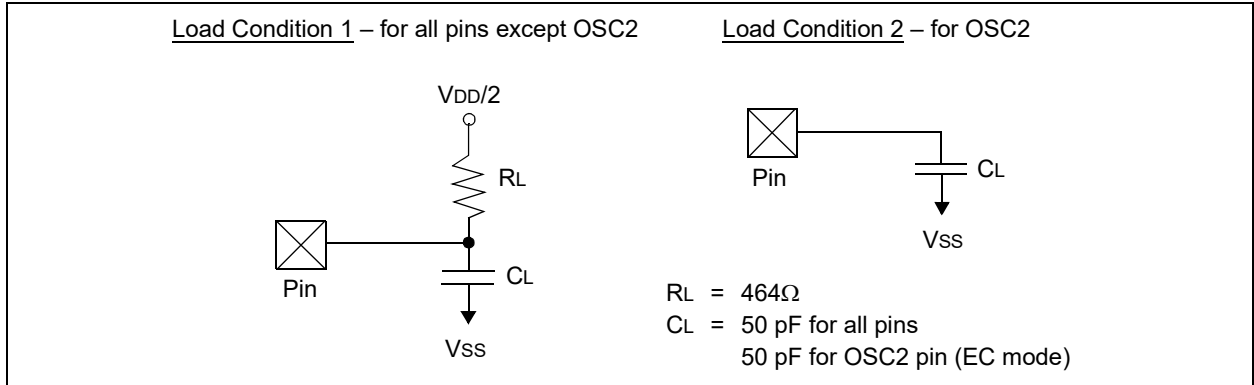 Load Condition 1 – for all pins except OSC2
Load Condition 2 – for OSC2
VDD/2
RL
Pin
CL
VSS
Pin
CL
VSS
RL = 464Ω
CL = 50 pF for all pins
50 pF for OSC2 pin (EC mode)